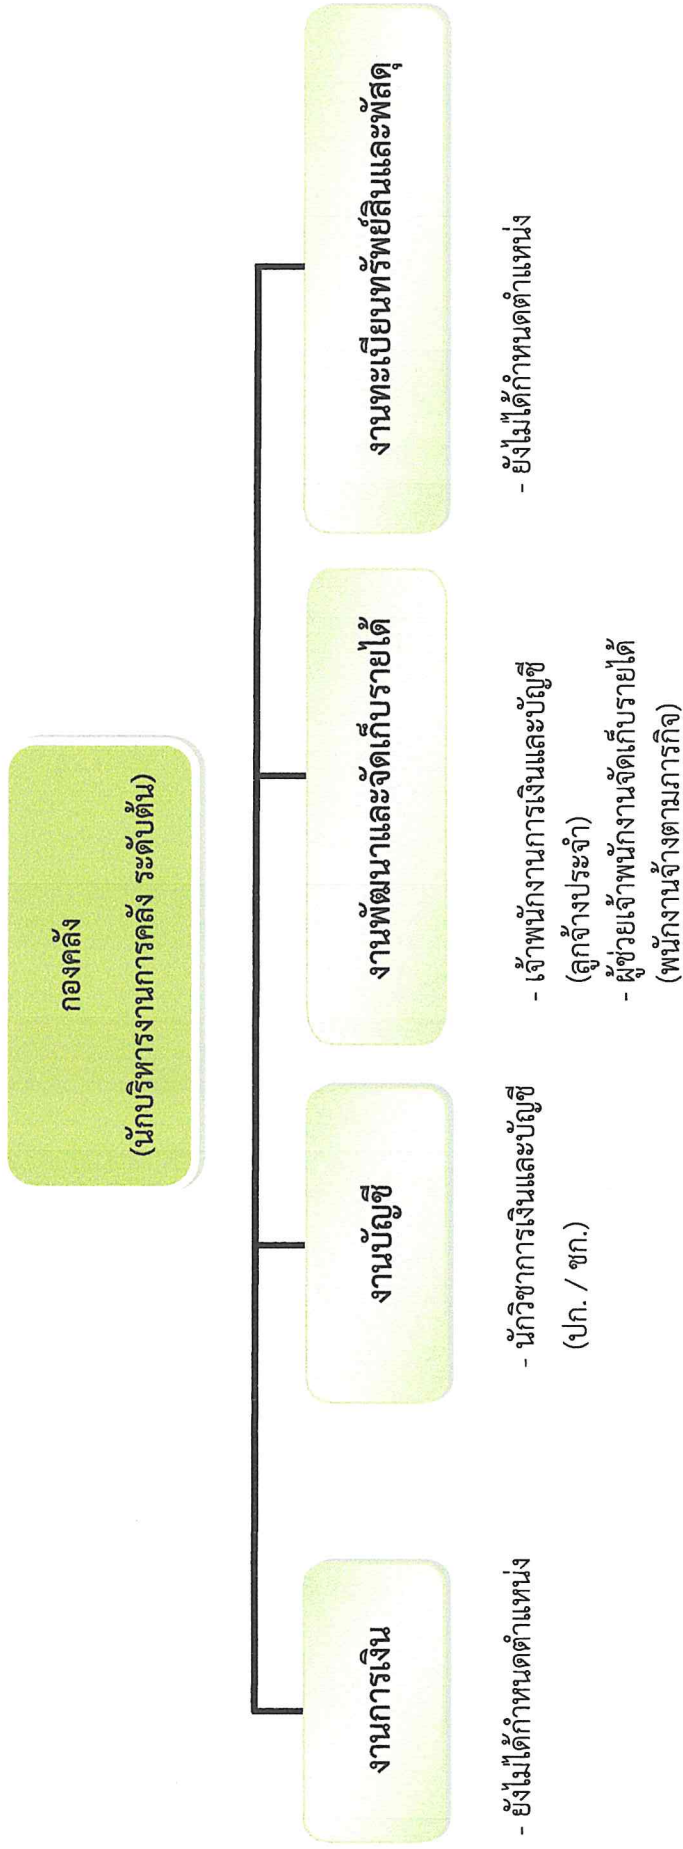 กองคลัง
(นักบริหารงานการคลัง ระดับต้น)
งานการเงิน
- ยังไม่ได้กำหนดตำแหน่ง
งานบัญชี
- นักวิชาการเงินและบัญชี
(ปก. / ชก.)
งานพัฒนาและจัดเก็บรายได้
- เจ้าพนักงานการเงินและบัญชี
(ลูกจ้างประจำ)
- ผู้ช่วยเจ้าพนักงานจัดเก็บรายได้
(พนักงานจ้างตามภารกิจ)
งานทะเบียนทรัพย์สินและพัสดุ
- ยังไม่ได้กำหนดตำแหน่ง